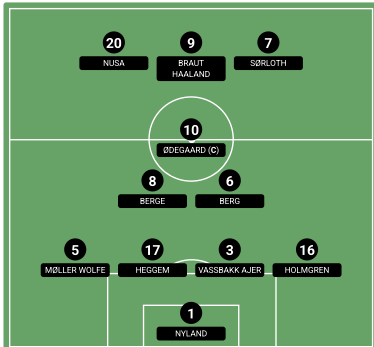 20 9 7
NUSA BRAUT HAALAND SØRLOTH
10
ØDEGAARD (C)
8 6
BERGE BERG
5 17 3 16
MØLLER WOLFE HEGGEM VASSBAKK AJER HOLMGREN
1
NYLAND